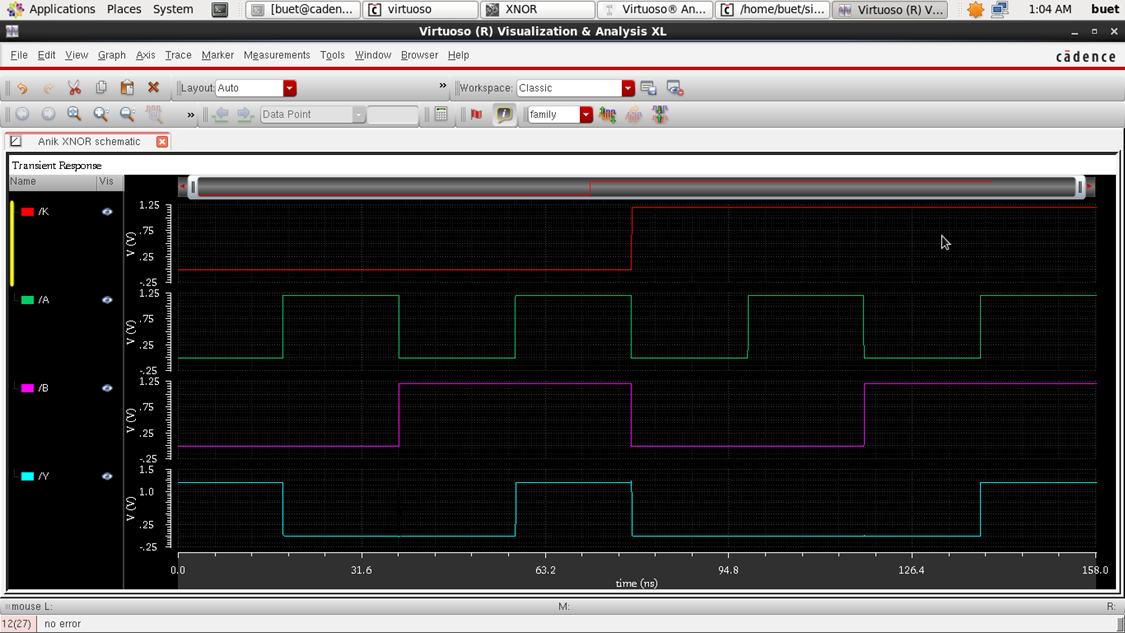 Applications Places System [buet@caden... virtuoso XNOR Virtuoso® An... /home/buet/si... Virtuoso (R) V... 1:04 AM buet
Virtuoso (R) Visualization & Analysis XL
File Edit View Graph Axis Trace Marker Measurements Tools Window Browser Help cādence
Layout: Auto » Workspace: Classic
» Data Point family
Anik XNOR schematic
Transient Response
Name Vis
/K
1.25
.75
.25
-.25
V (V)
/A
1.25
.75
.25
-.25
V (V)
/B
1.25
.75
.25
-.25
V (V)
/Y
1.5
1.0
.25
-.25
V (V)
0.0 31.6 63.2 94.8 126.4 158.0
time (ns)
mouse L: M: R:
12(27) no error